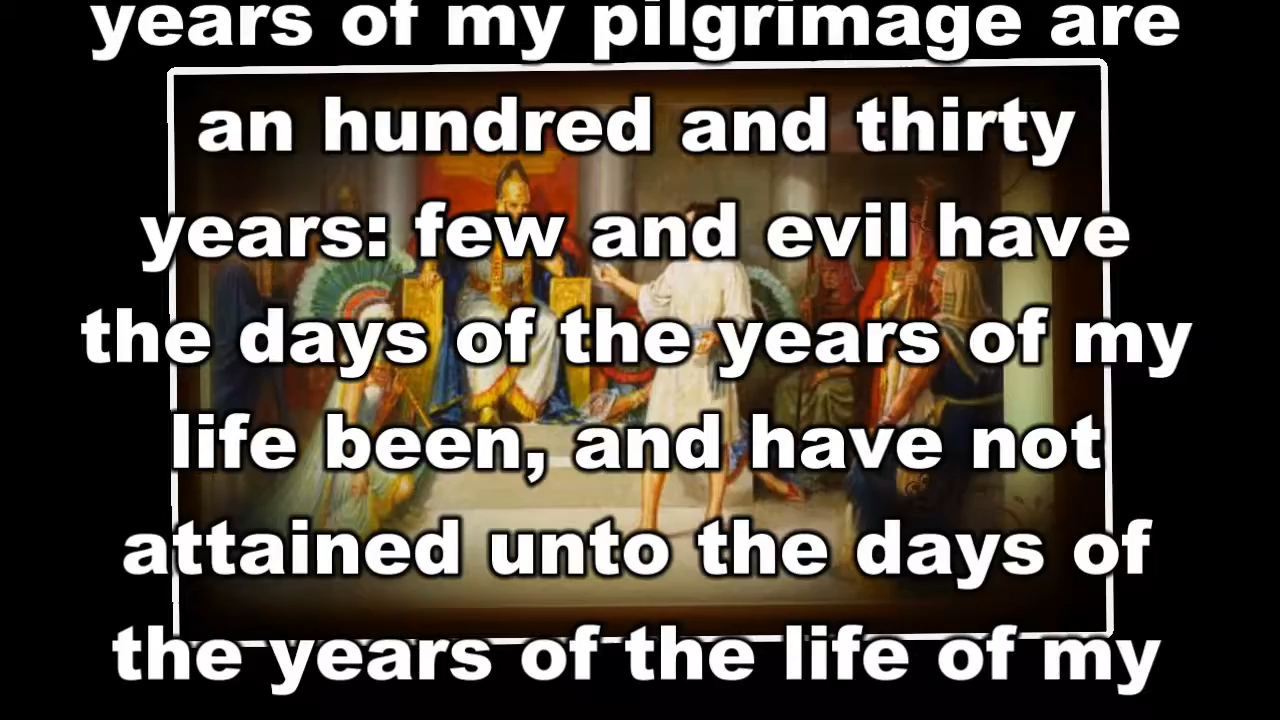 years of my pilgrimage are
an hundred and thirty
years: few and evil have
the days of the years of my
life been, and have not
attained unto the days of
the years of the life of my